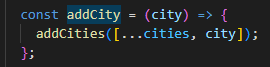 const addCity = (city) => {
addCities([...cities, city]);
};